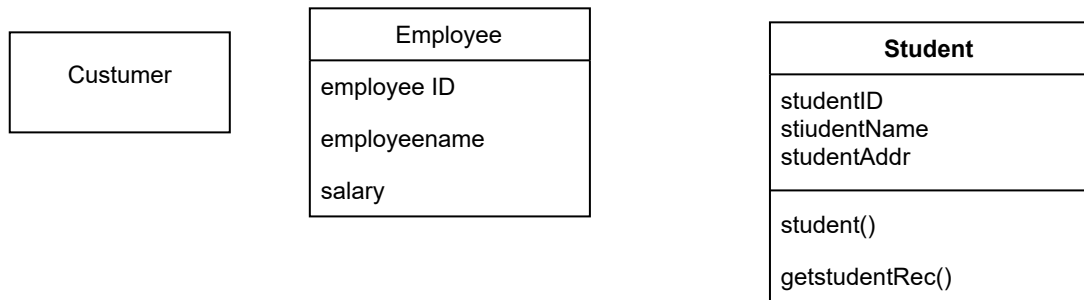 Custumer
Employee
employee ID
employeename
salary
Student
studentID
stiudentName
studentAddr
student()
getstudentRec()